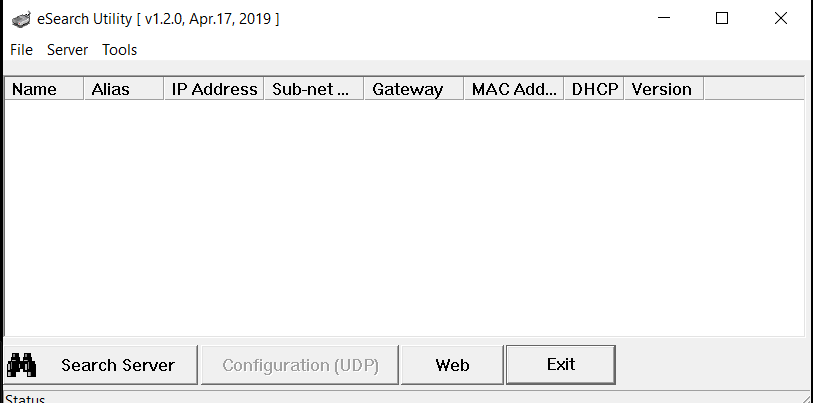 eSearch Utility [ v1.2.0, Apr.17, 2019 ]
File Server Tools
Name Alias IP Address Sub-net ... Gateway MAC Add... DHCP Version
Search Server Configuration (UDP) Web Exit
Status